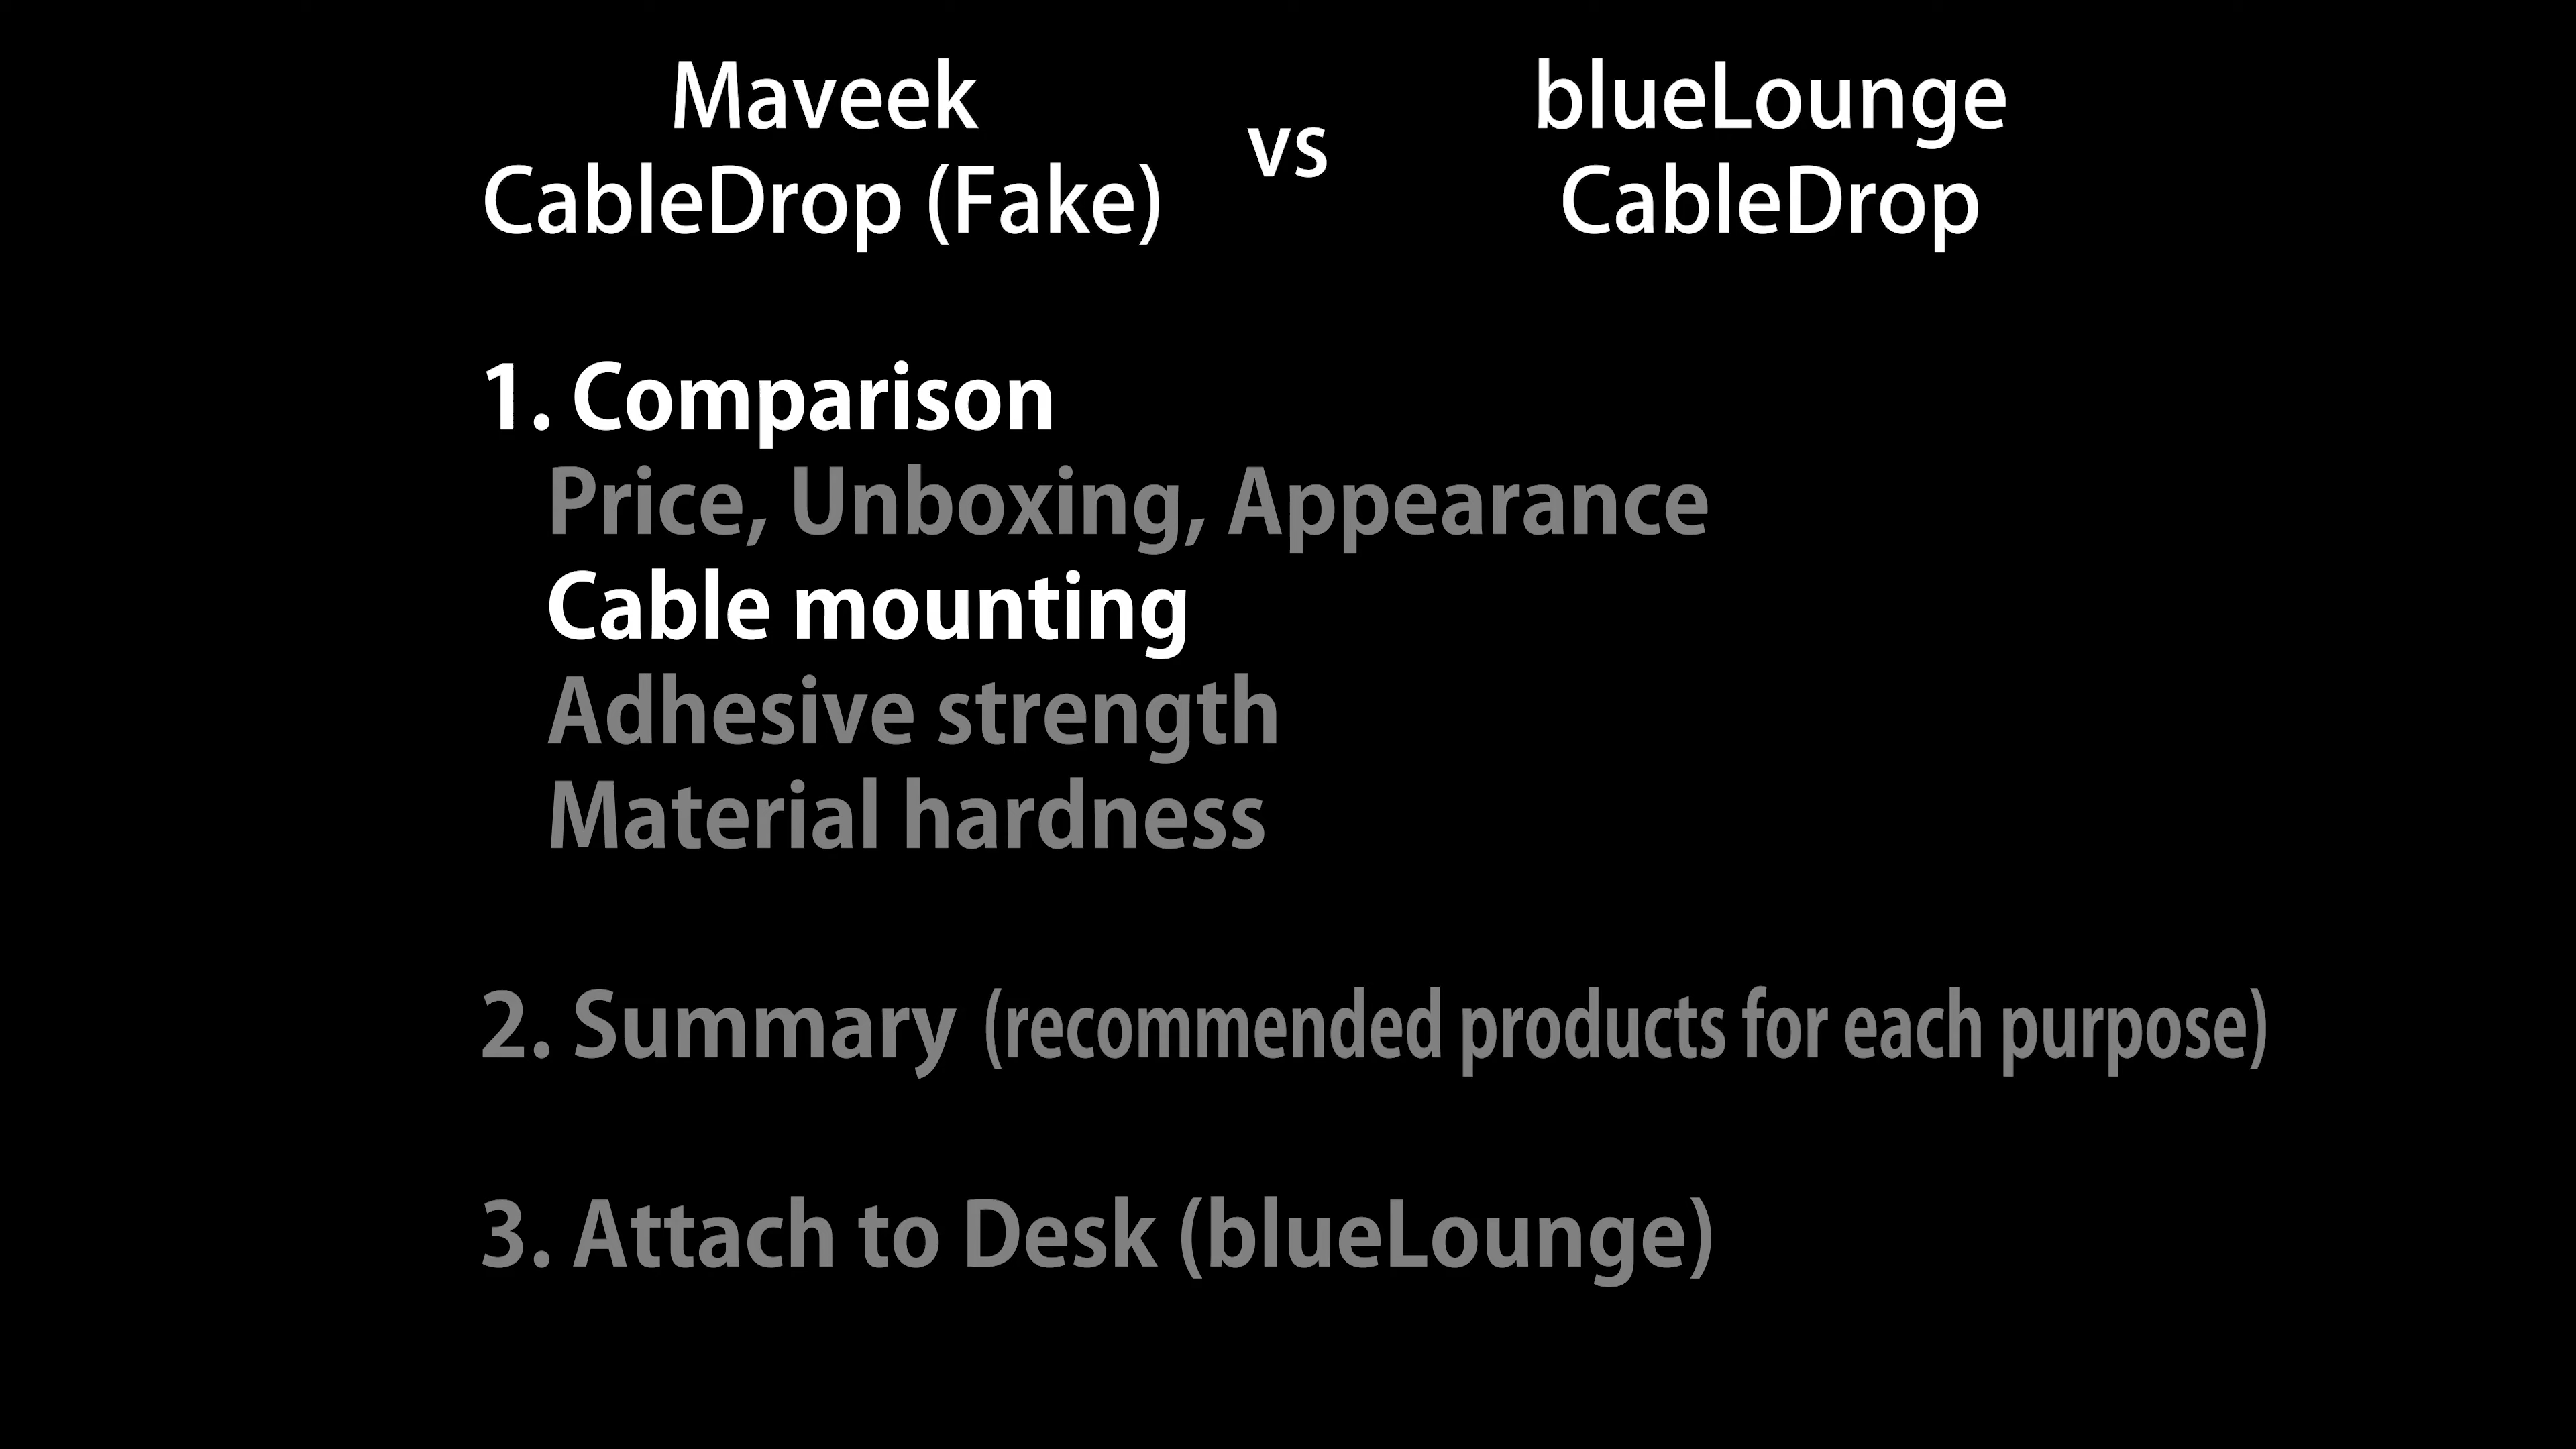 Maveek
CableDrop (Fake)
vs
blueLounge
CableDrop
1. Comparison
Price, Unboxing, Appearance
Cable mounting
Adhesive strength
Material hardness
2. Summary (recommended products for each purpose)
3. Attach to Desk (blueLounge)